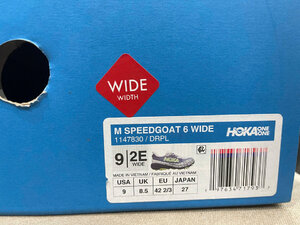 WIDE
WIDTH
M SPEEDGOAT 6 WIDE
1147830 / DRPL
HOKA ONE ONE
9 2E WIDE
MADE IN VIETNAM / FABRIQUE AU VIETNAM
USA UK EU JAPAN
9 8.5 42 2/3 27